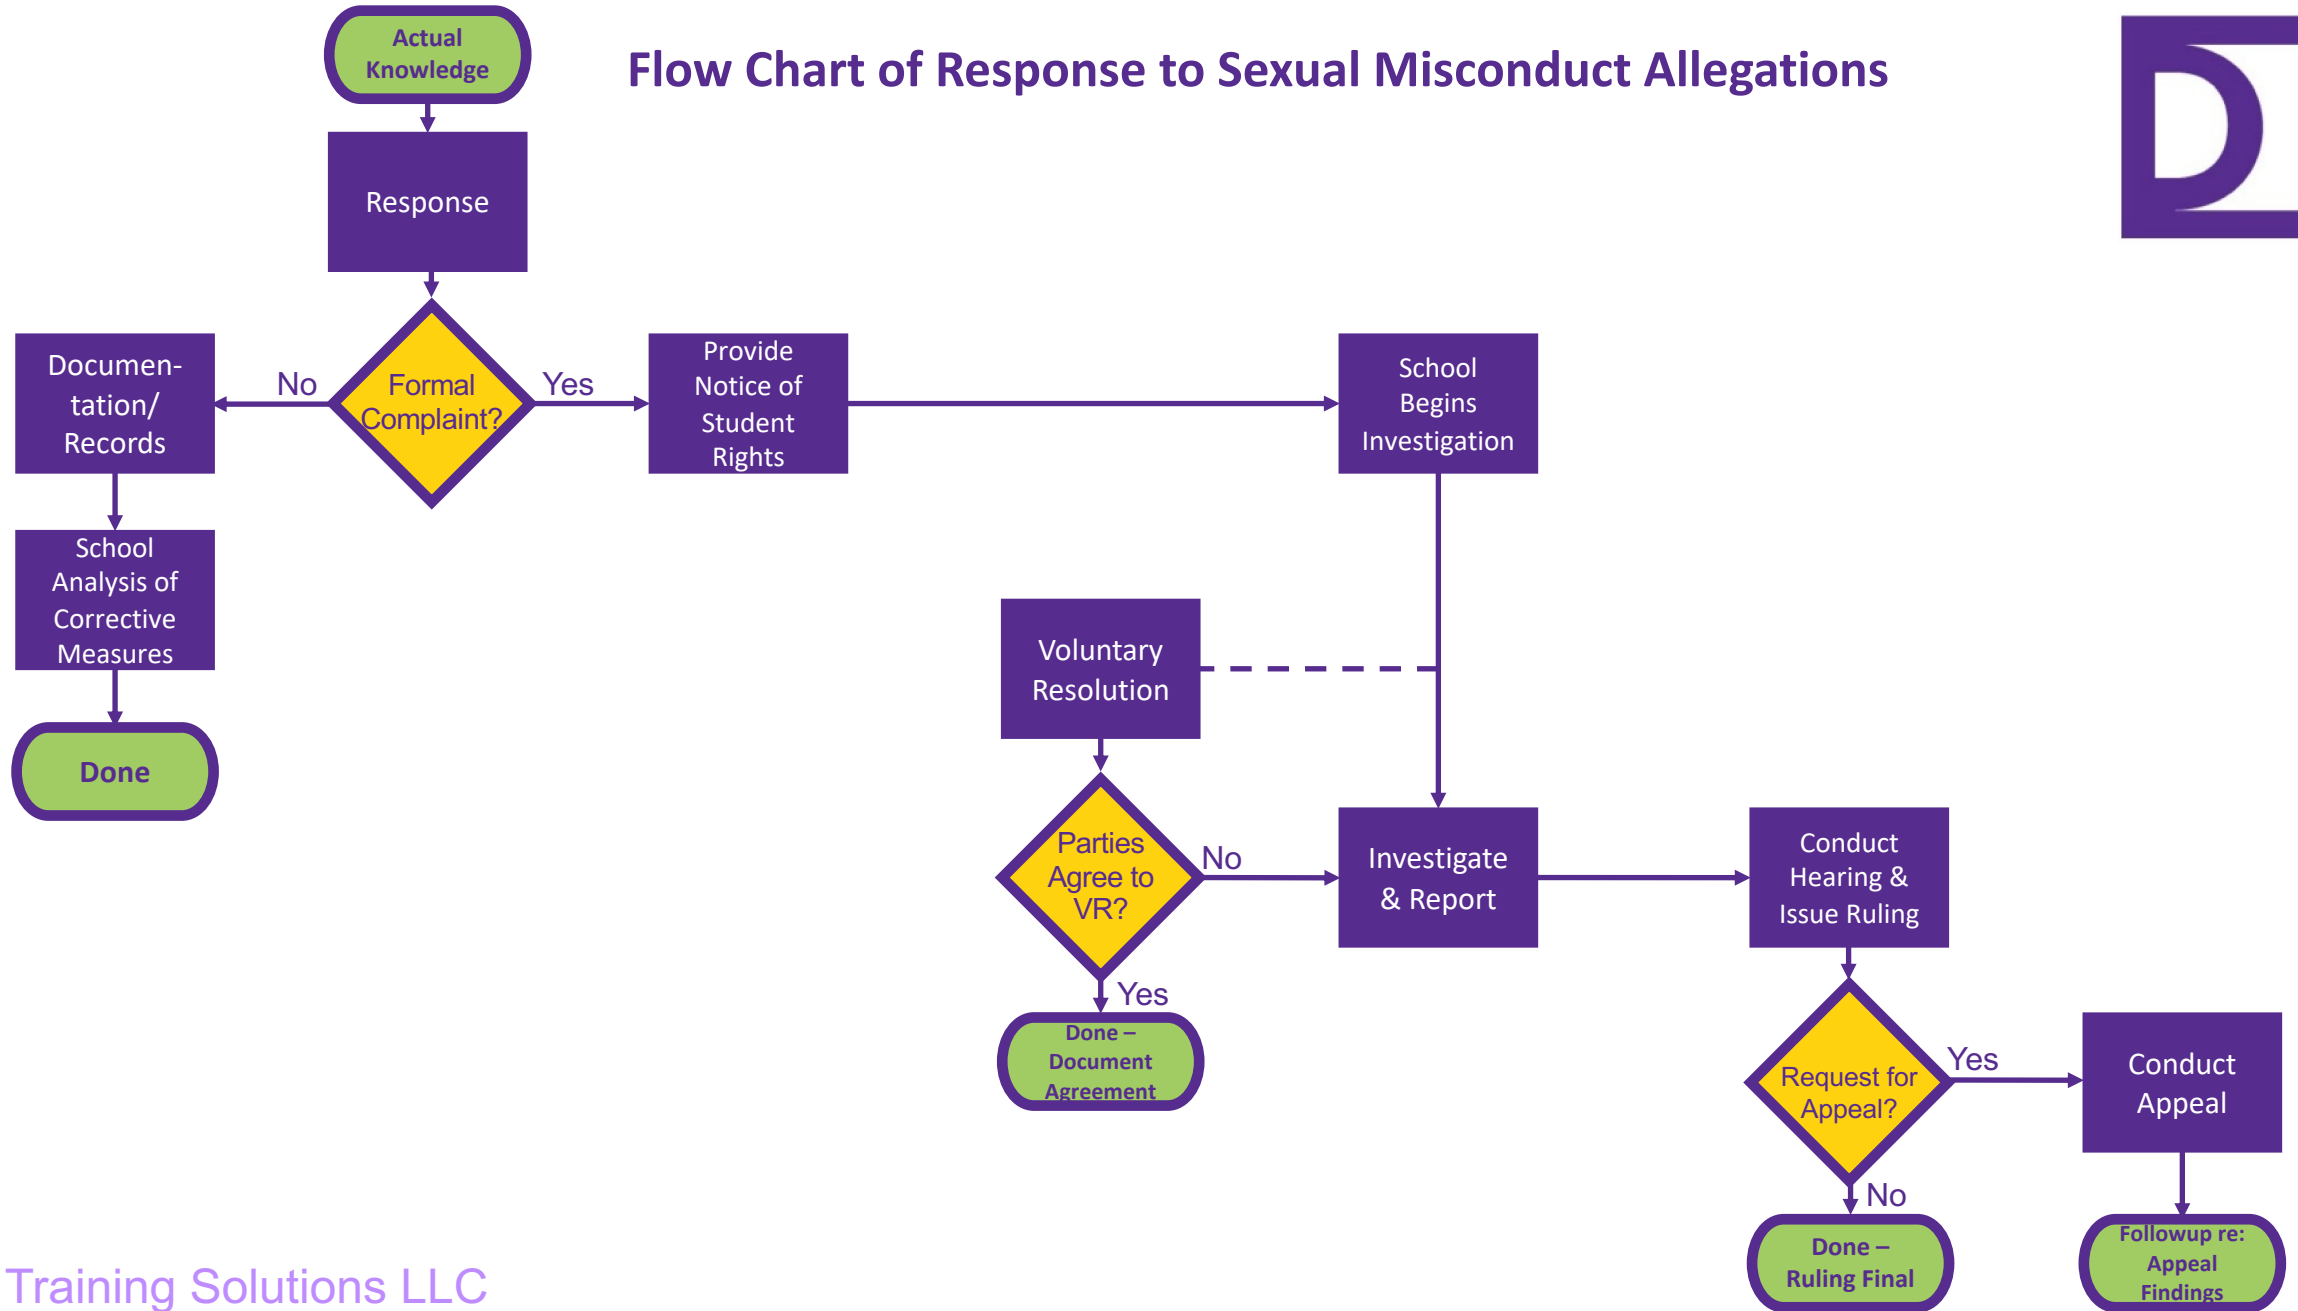 Actual
Knowledge
Flow Chart of Response to Sexual Misconduct Allegations
D
Response
Documen-
tation/
Records
No
Formal
Complaint?
Yes
Provide
Notice of
Student
Rights
School
Begins
Investigation
School
Analysis of
Corrective
Measures
Done
Voluntary
Resolution
Parties
Agree to
VR?
No
Investigate
& Report
Conduct
Hearing &
Issue Ruling
Yes
Done –
Document
Agreement
Request for
Appeal?
Yes
Conduct
Appeal
No
Done –
Ruling Final
Followup re:
Appeal
Findings
Training Solutions LLC